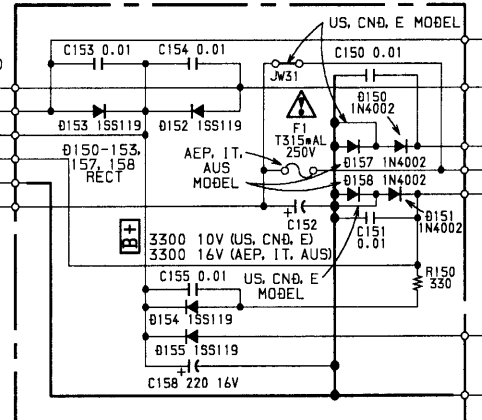 US, CND, E MODEL
C153 0.01
C154 0.01
C150 0.01
JW31
D150
1N4002
D153 1SS119
D152 1SS119
F1
T315mAL
250V
D150-153,
157, 158
RECT
AEP, IT,
AUS
MODEL
D157 1N4002
D158 1N4002
C152
D151
1N4002
C151
0.01
B+
3300 10V (US, CND, E)
3300 16V (AEP, IT, AUS)
US, CND, E
MODEL
R150
330
C155 0.01
D154 1SS119
D155 1SS119
C158 220 16V